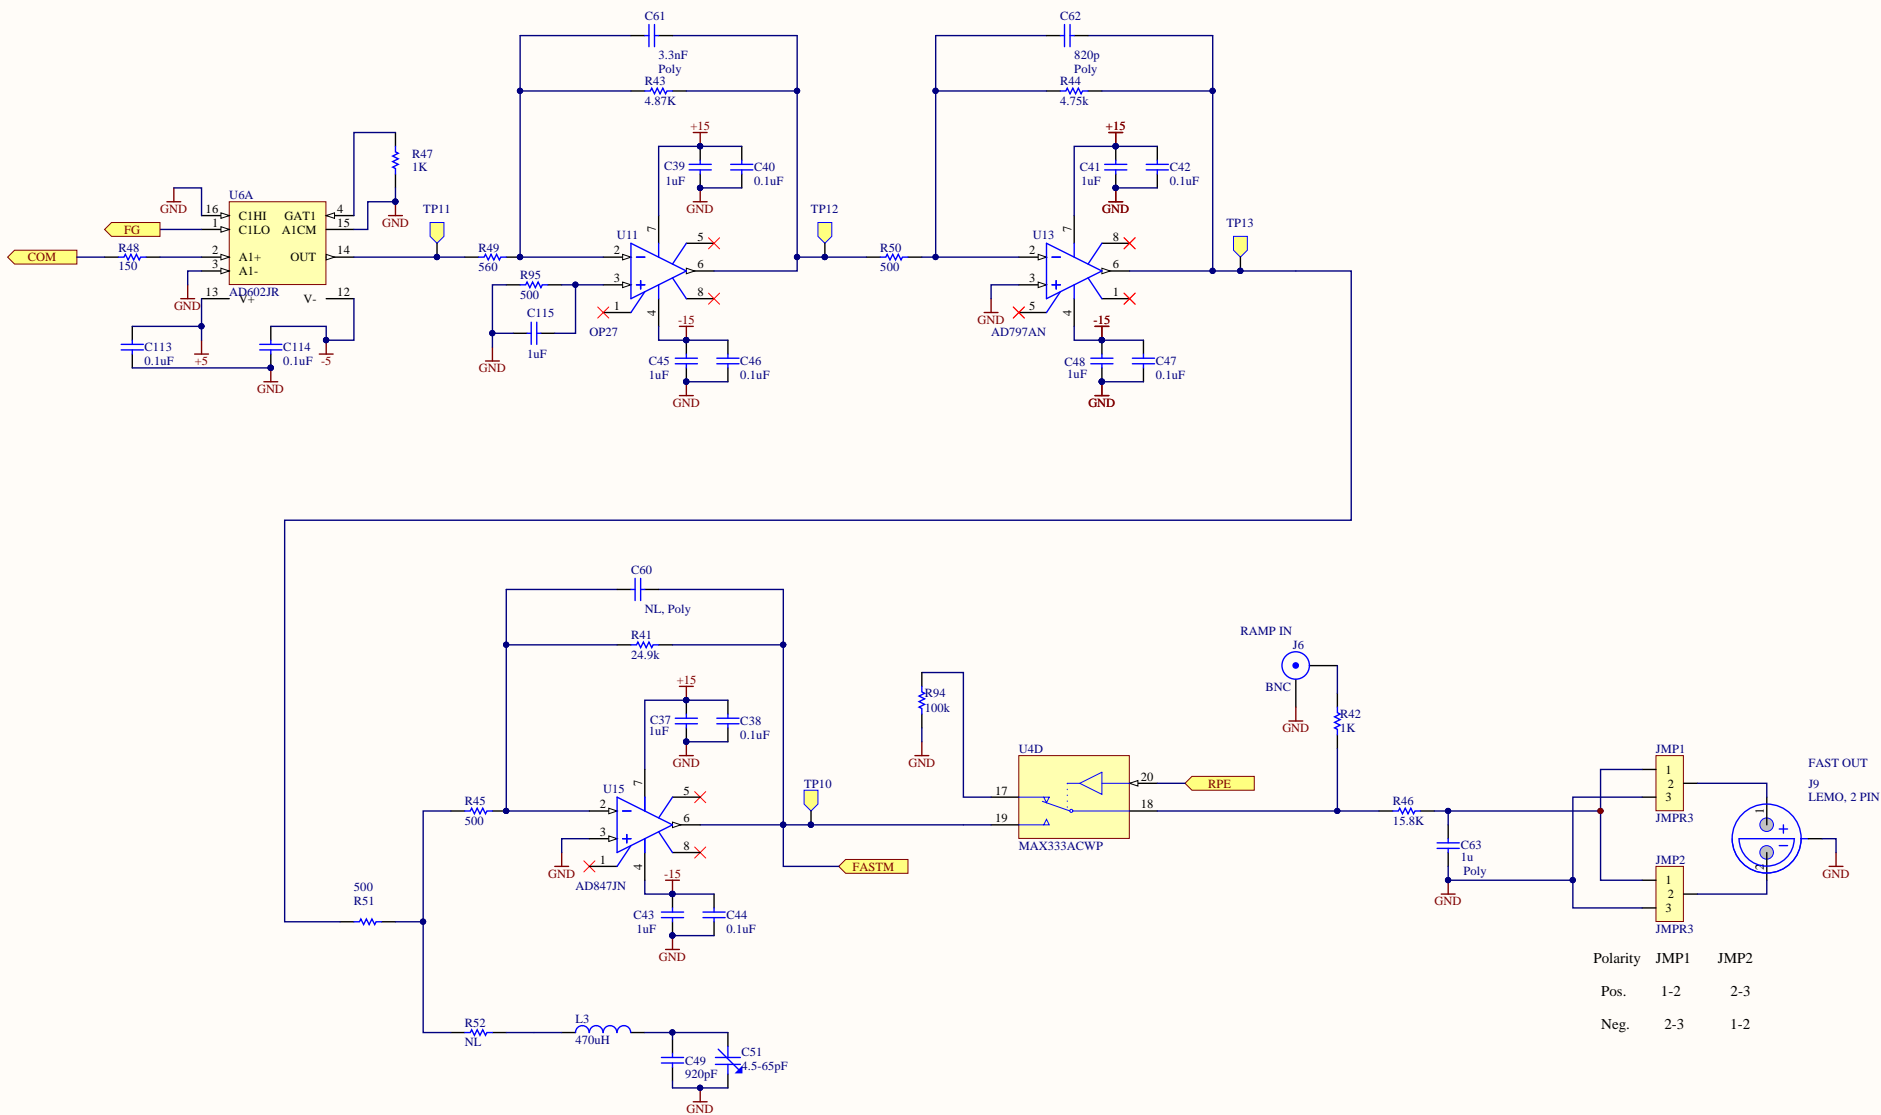 C61
3.3nF
Poly
R43
4.87K
C62
820p
Poly
R44
4.75k
+15
C39
1uF
C40
0.1uF
GND
+15
C41
1uF
C42
0.1uF
GND
R47
1K
GND
U6A
GND
16
C1HI
GAT1
4
FG
1
C1LO
A1CM
15
COM
R48
150
2
A1+
OUT
14
3
A1-
GND
AD602JR
13
V+
V-
12
C113
0.1uF
+5
C114
0.1uF
-5
GND
TP11
R49
560
R95
500
C115
1uF
GND
U11
2
3
7
5
6
8
1
4
OP27
-15
C45
1uF
C46
0.1uF
GND
TP12
R50
500
U13
2
3
7
8
6
1
5
4
GND
AD797AN
-15
C48
1uF
C47
0.1uF
GND
TP13
C60
NL, Poly
R41
24.9k
+15
C37
1uF
C38
0.1uF
GND
R45
500
U15
2
3
7
5
6
8
1
4
GND
AD847JN
-15
C43
1uF
C44
0.1uF
GND
TP10
FASTM
R94
100k
GND
U4D
17
19
20
18
MAX333ACWP
RPE
RAMP IN
J6
BNC
GND
R42
1K
R46
15.8K
C63
1u
Poly
GND
JMP1
1
2
3
JMPR3
JMP2
1
2
3
JMPR3
FAST OUT
J9
LEMO, 2 PIN
1
+
−
2
GND
Polarity JMP1 JMP2
Pos. 1-2 2-3
Neg. 2-3 1-2
500
R51
R52
NL
L3
470uH
C49
920pF
C51
4.5-65pF
GND